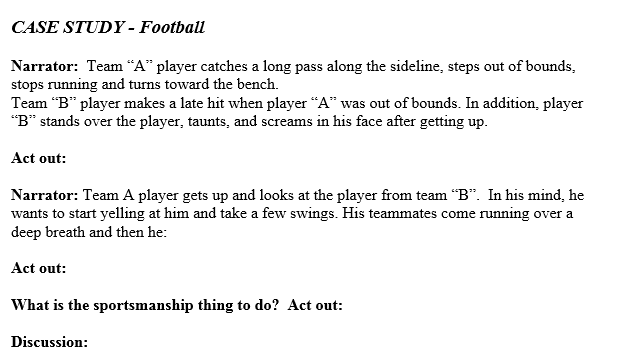 CASE STUDY - Football
Narrator: Team “A” player catches a long pass along the sideline, steps out of bounds,
stops running and turns toward the bench.
Team “B” player makes a late hit when player “A” was out of bounds. In addition, player
“B” stands over the player, taunts, and screams in his face after getting up.
Act out:
Narrator: Team A player gets up and looks at the player from team “B”. In his mind, he
wants to start yelling at him and take a few swings. His teammates come running over a
deep breath and then he:
Act out:
What is the sportsmanship thing to do? Act out:
Discussion: